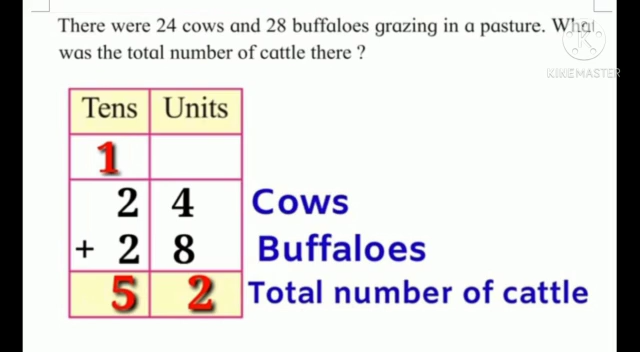 There were 24 cows and 28 buffaloes grazing in a pasture. What
was the total number of cattle there ?
KINEMASTER
Tens Units
1
2 4 Cows
+ 2 8 Buffaloes
5 2 Total number of cattle